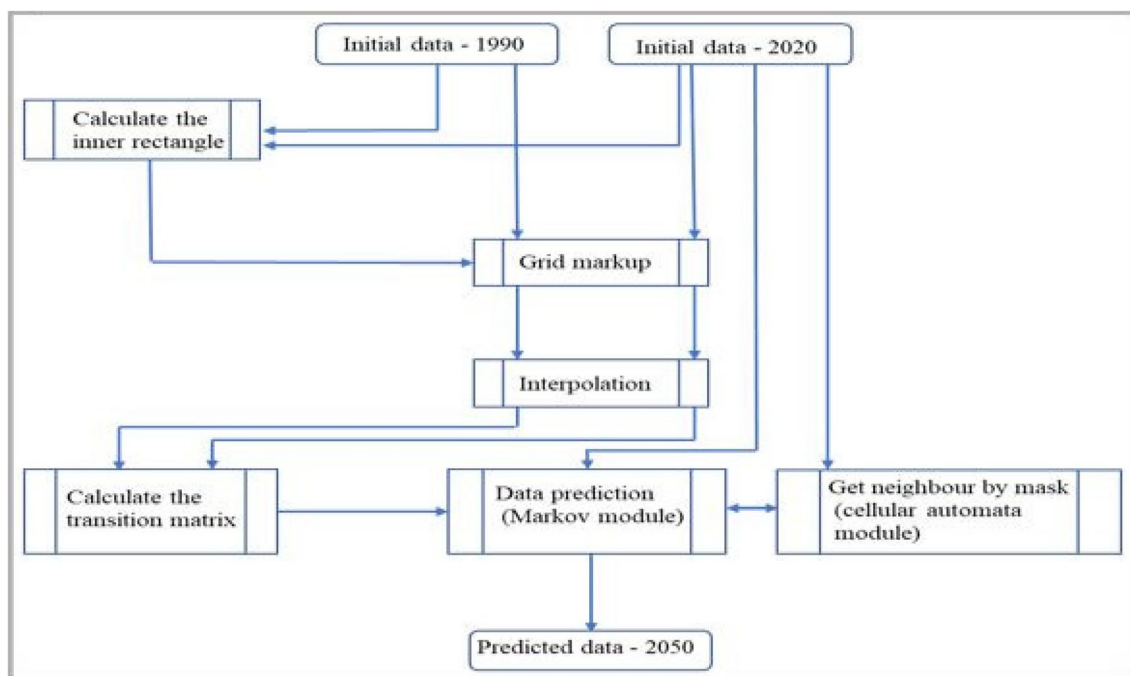 Initial data - 1990
Initial data - 2020
Calculate the
inner rectangle
Grid markup
Interpolation
Calculate the
transition matrix
Data prediction
(Markov module)
Get neighbour by mask
(cellular automata
module)
Predicted data - 2050